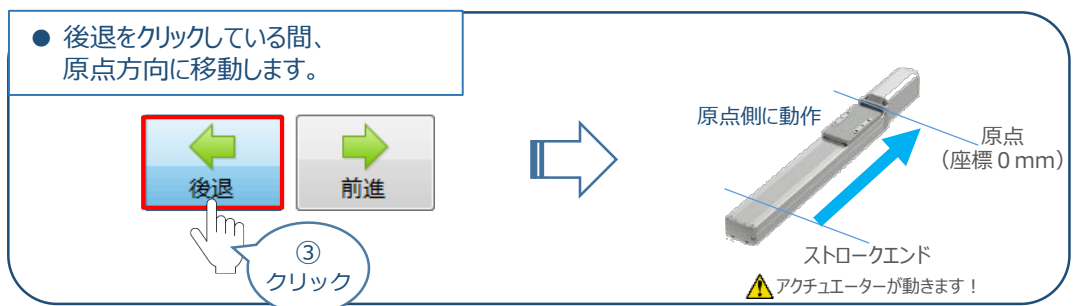 ● 後退をクリックしている間、
原点方向に移動します。
後退
前進
③
クリック
原点側に動作
原点
（座標０mm）
ストロークエンド
アクチュエーターが動きます！